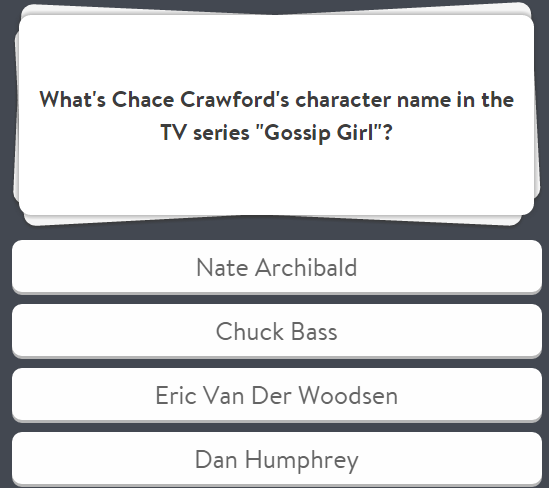 What's Chace Crawford's character name in the
TV series "Gossip Girl"?
Nate Archibald
Chuck Bass
Eric Van Der Woodsen
Dan Humphrey